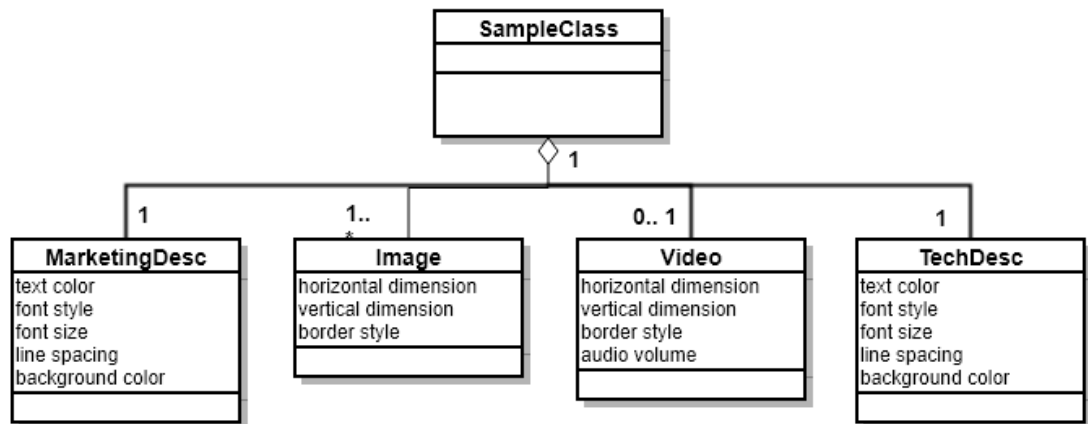 SampleClass
1
1
1..
*
0.. 1
1
MarketingDesc
text color
font style
font size
line spacing
background color
Image
horizontal dimension
vertical dimension
border style
Video
horizontal dimension
vertical dimension
border style
audio volume
TechDesc
text color
font style
font size
line spacing
background color